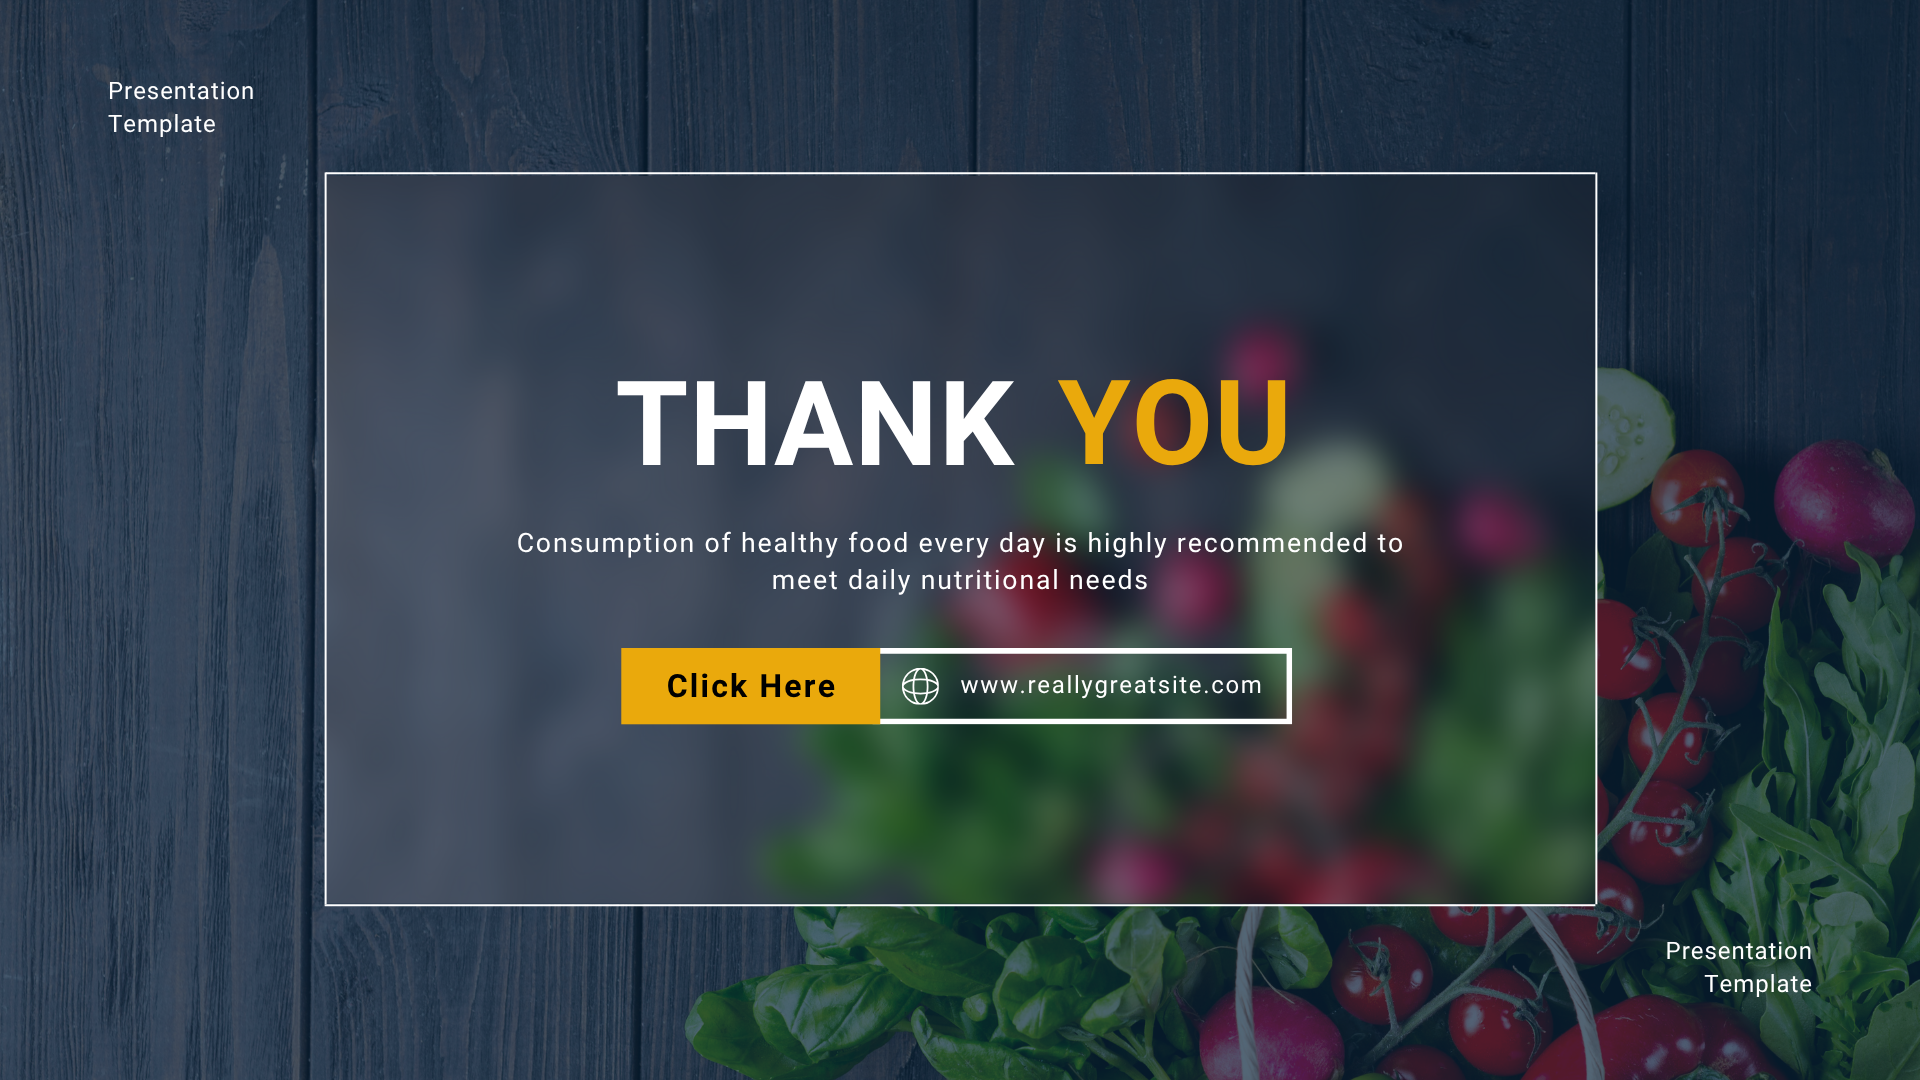 Presentation
Template
THANK YOU
Consumption of healthy food every day is highly recommended to
meet daily nutritional needs
Click Here
www.reallygreatsite.com
Presentation
Template